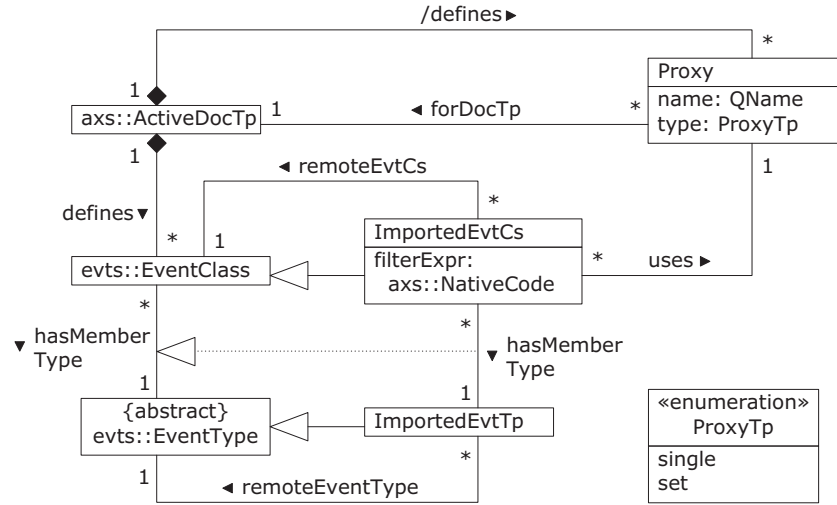 /defines ►
*
1
Proxy
name: QName
type: ProxyTp
axs::ActiveDocTp
1
◄ forDocTp
*
1
1
◄ remoteEvtCs
defines ▼
*
*
1
ImportedEvtCs
filterExpr:
axs::NativeCode
evts::EventClass
*
uses ►
*
*
▼ hasMember
Type
▼ hasMember
Type
1
1
{abstract}
evts::EventType
ImportedEvtTp
«enumeration»
ProxyTp
single
set
1
*
◄ remoteEventType